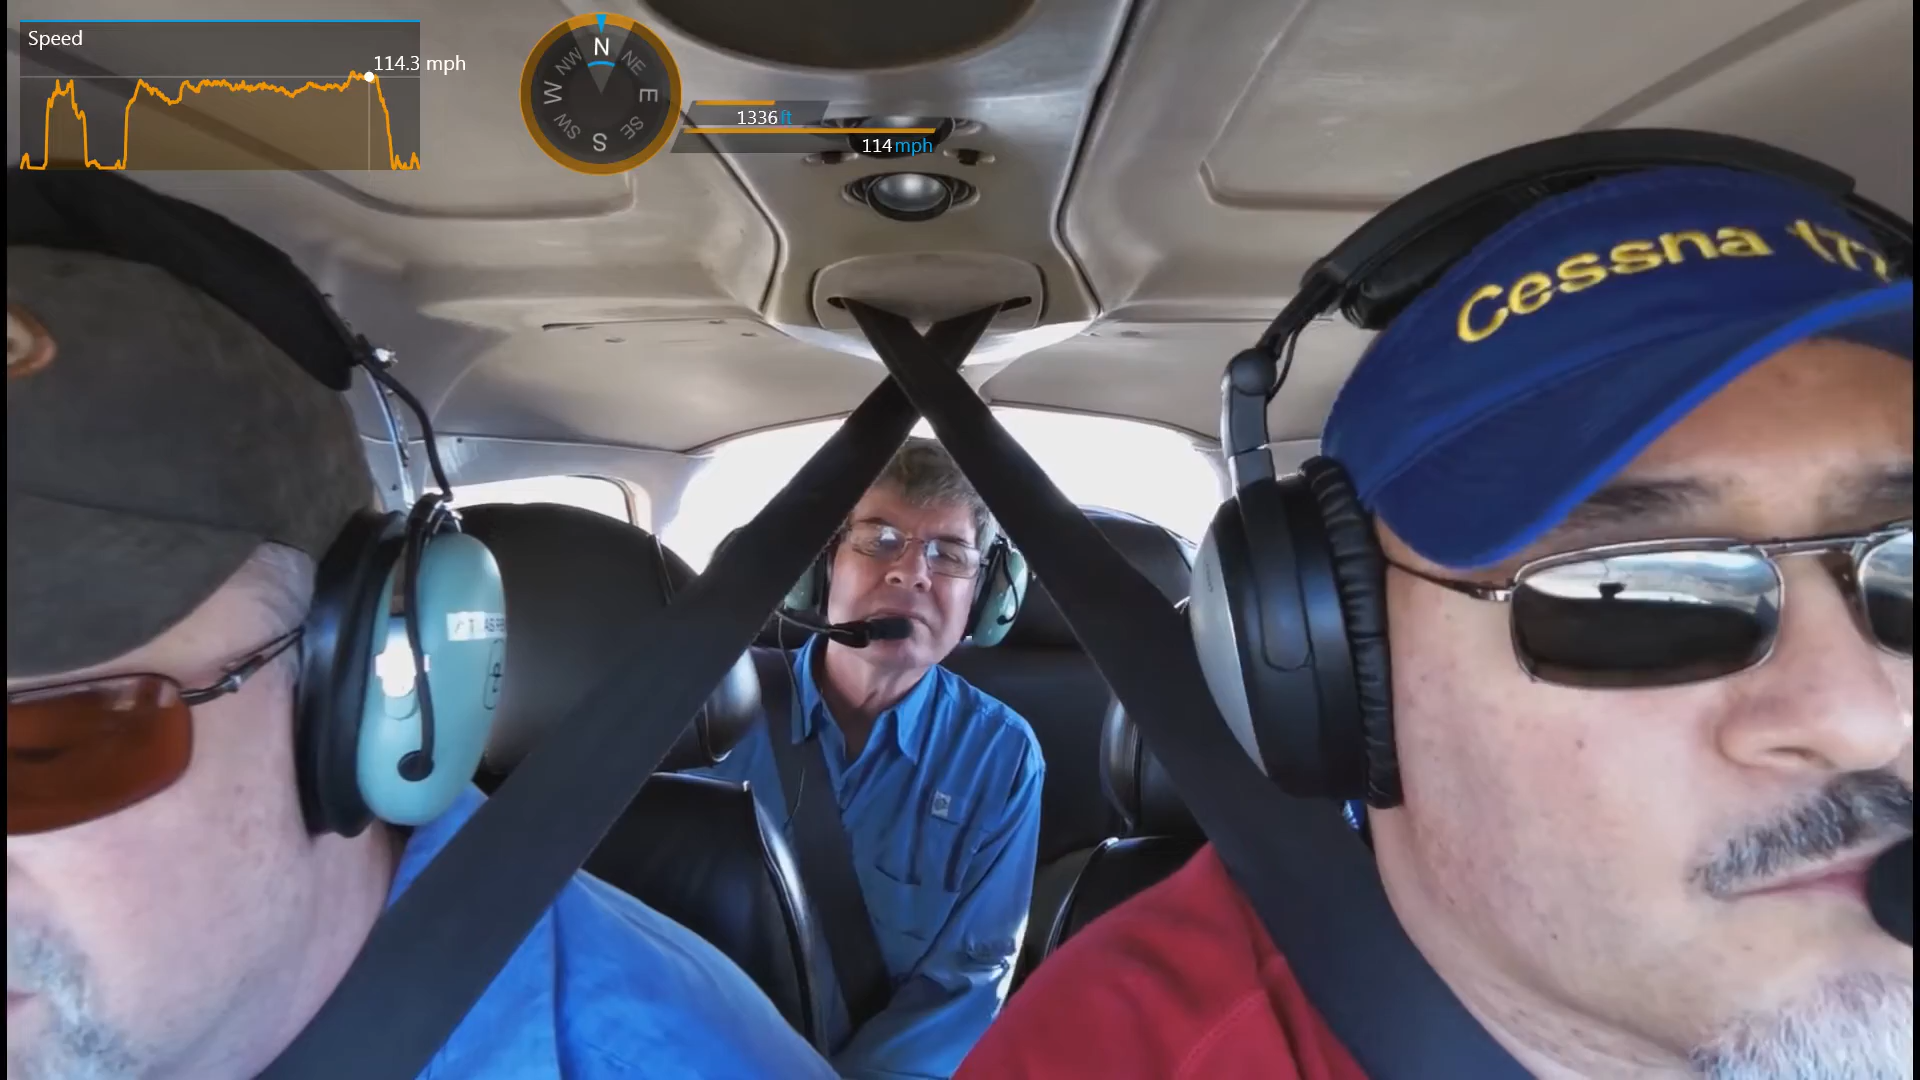 Speed
114.3 mph
N
NW
NE
W
E
SW
SE
S
1336 ft
114 mph
Cessna